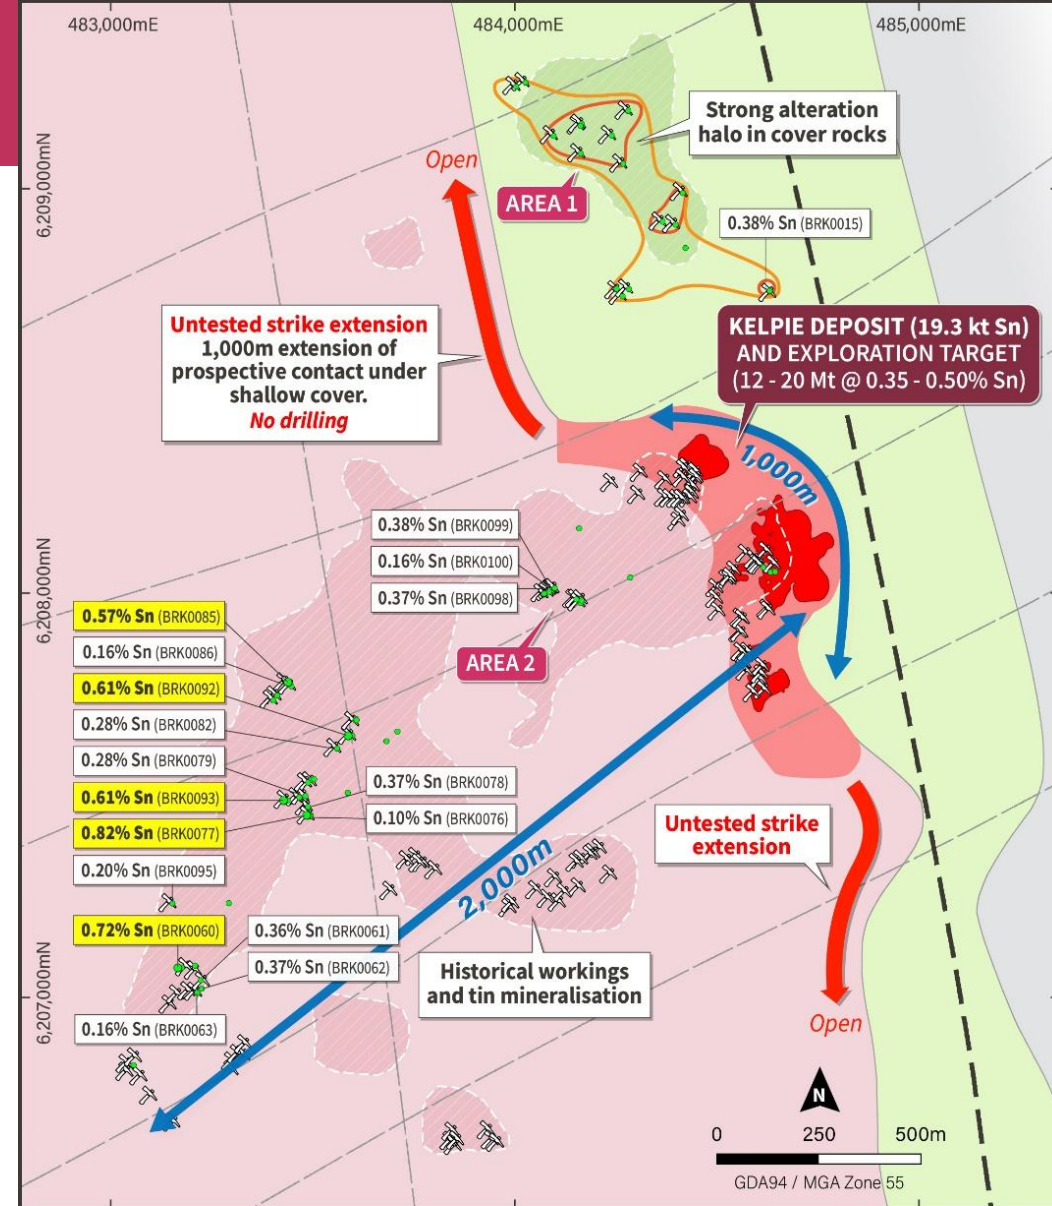 483,000mE
484,000mE
485,000mE
6,209,000mN
6,208,000mN
6,207,000mN
Strong alteration
halo in cover rocks
Open
AREA 1
0.38% Sn (BRK0015)
Untested strike extension
1,000m extension of
prospective contact under
shallow cover.
No drilling
KELPIE DEPOSIT (19.3 kt Sn)
AND EXPLORATION TARGET
(12 - 20 Mt @ 0.35 - 0.50% Sn)
1,000m
0.38% Sn (BRK0099)
0.16% Sn (BRK0100)
0.37% Sn (BRK0098)
AREA 2
0.57% Sn (BRK0085)
0.16% Sn (BRK0086)
0.61% Sn (BRK0092)
0.28% Sn (BRK0082)
0.28% Sn (BRK0079)
0.61% Sn (BRK0093)
0.82% Sn (BRK0077)
0.20% Sn (BRK0095)
0.72% Sn (BRK0060)
0.37% Sn (BRK0078)
0.10% Sn (BRK0076)
0.36% Sn (BRK0061)
0.37% Sn (BRK0062)
0.16% Sn (BRK0063)
2,000m
Untested strike
extension
Historical workings
and tin mineralisation
Open
N
0 250 500m
GDA94 / MGA Zone 55